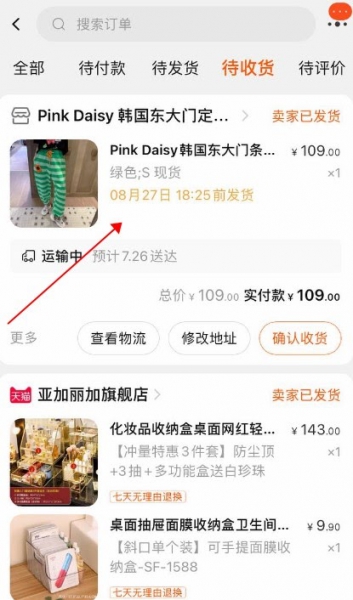 搜索订单
全部 待付款 待发货 待收货 待评价
Pink Daisy 韩国东大门定... 卖家已发货
Pink Daisy韩国东大门条... ¥109.00
绿色;S 现货 ×1
08月27日 18:25前发货
运输中 预计7.26送达
总价 ¥109.00 实付款 ¥109.00
更多 查看物流 修改地址 确认收货
天猫 亚加丽加旗舰店 卖家已发货
化妆品收纳盒桌面网红轻... ¥143.00
【冲量特惠3件套】防尘顶 ×1
+3抽+多功能盒送白珍珠
七天无理由退换
桌面抽屉面膜收纳盒卫生间... ¥9.90
【斜口单个装】可手提面膜收 ×1
纳盒-SF-1588
七天无理由退换